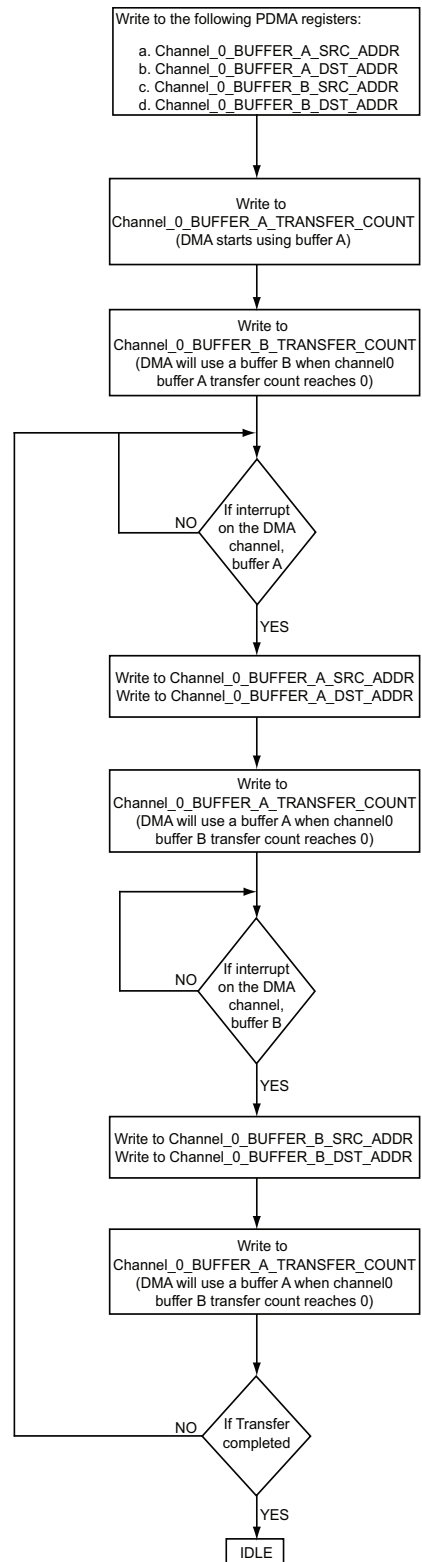 Write to the following PDMA registers:
a. Channel_0_BUFFER_A_SRC_ADDR
b. Channel_0_BUFFER_A_DST_ADDR
c. Channel_0_BUFFER_B_SRC_ADDR
d. Channel_0_BUFFER_B_DST_ADDR
Write to
Channel_0_BUFFER_A_TRANSFER_COUNT
(DMA starts using buffer A)
Write to
Channel_0_BUFFER_B_TRANSFER_COUNT
(DMA will use a buffer B when channel0
buffer A transfer count reaches 0)
If interrupt
on the DMA
channel,
buffer A
NO
YES
Write to Channel_0_BUFFER_A_SRC_ADDR
Write to Channel_0_BUFFER_A_DST_ADDR
Write to
Channel_0_BUFFER_A_TRANSFER_COUNT
(DMA will use a buffer A when channel0
buffer B transfer count reaches 0)
If interrupt
on the DMA
channel,
buffer B
NO
YES
Write to Channel_0_BUFFER_B_SRC_ADDR
Write to Channel_0_BUFFER_B_DST_ADDR
Write to
Channel_0_BUFFER_A_TRANSFER_COUNT
(DMA will use a buffer A when channel0
buffer B transfer count reaches 0)
If Transfer
completed
NO
YES
IDLE